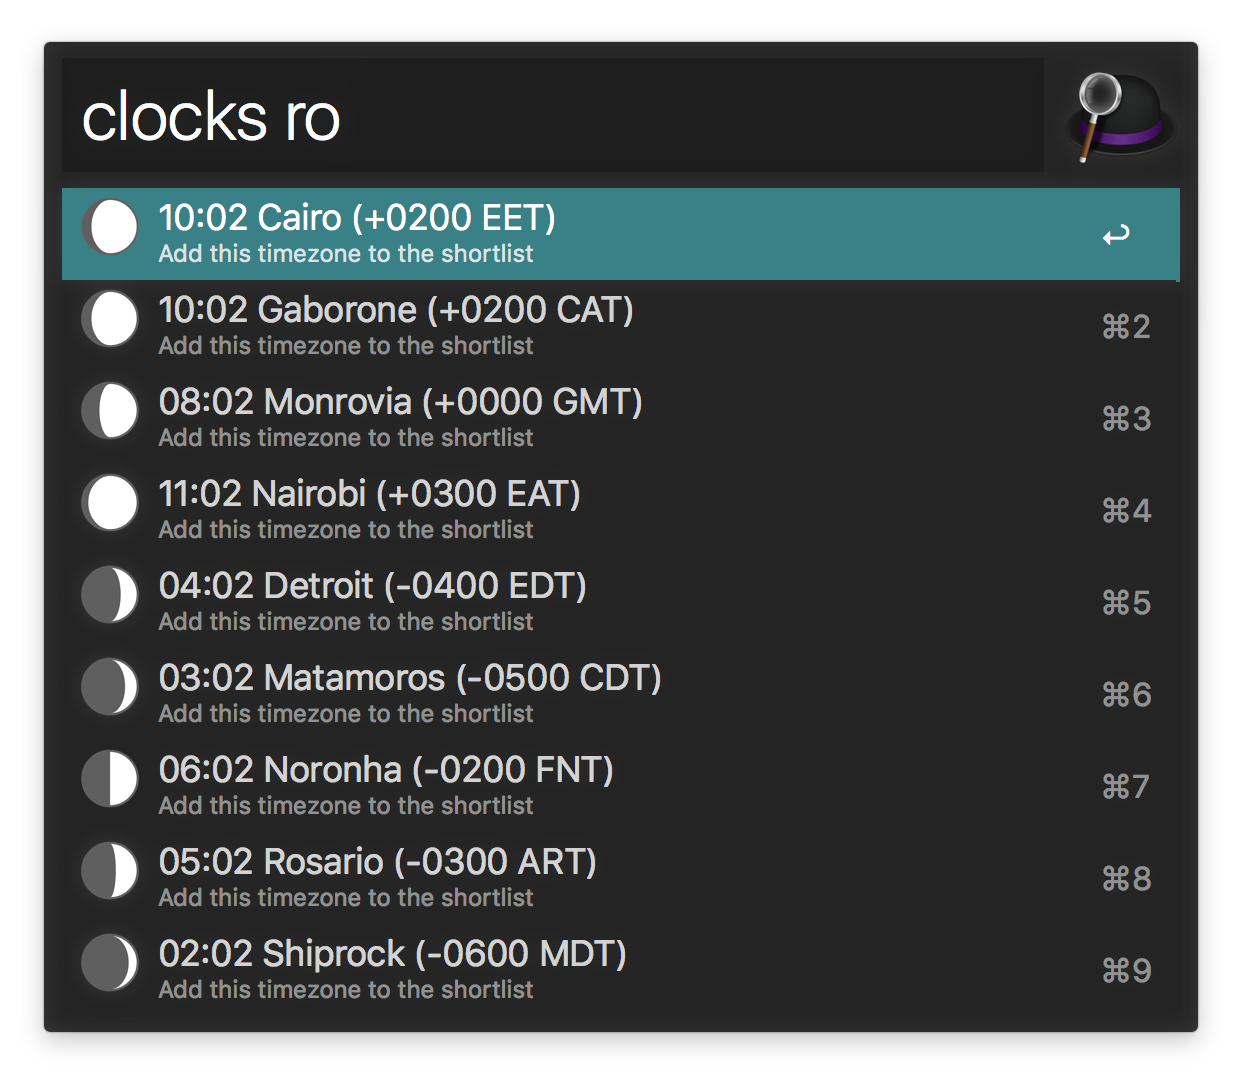 clocks ro
10:02 Cairo (+0200 EET)
Add this timezone to the shortlist
↩
10:02 Gaborone (+0200 CAT)
Add this timezone to the shortlist
⌘2
08:02 Monrovia (+0000 GMT)
Add this timezone to the shortlist
⌘3
11:02 Nairobi (+0300 EAT)
Add this timezone to the shortlist
⌘4
04:02 Detroit (-0400 EDT)
Add this timezone to the shortlist
⌘5
03:02 Matamoros (-0500 CDT)
Add this timezone to the shortlist
⌘6
06:02 Noronha (-0200 FNT)
Add this timezone to the shortlist
⌘7
05:02 Rosario (-0300 ART)
Add this timezone to the shortlist
⌘8
02:02 Shiprock (-0600 MDT)
Add this timezone to the shortlist
⌘9